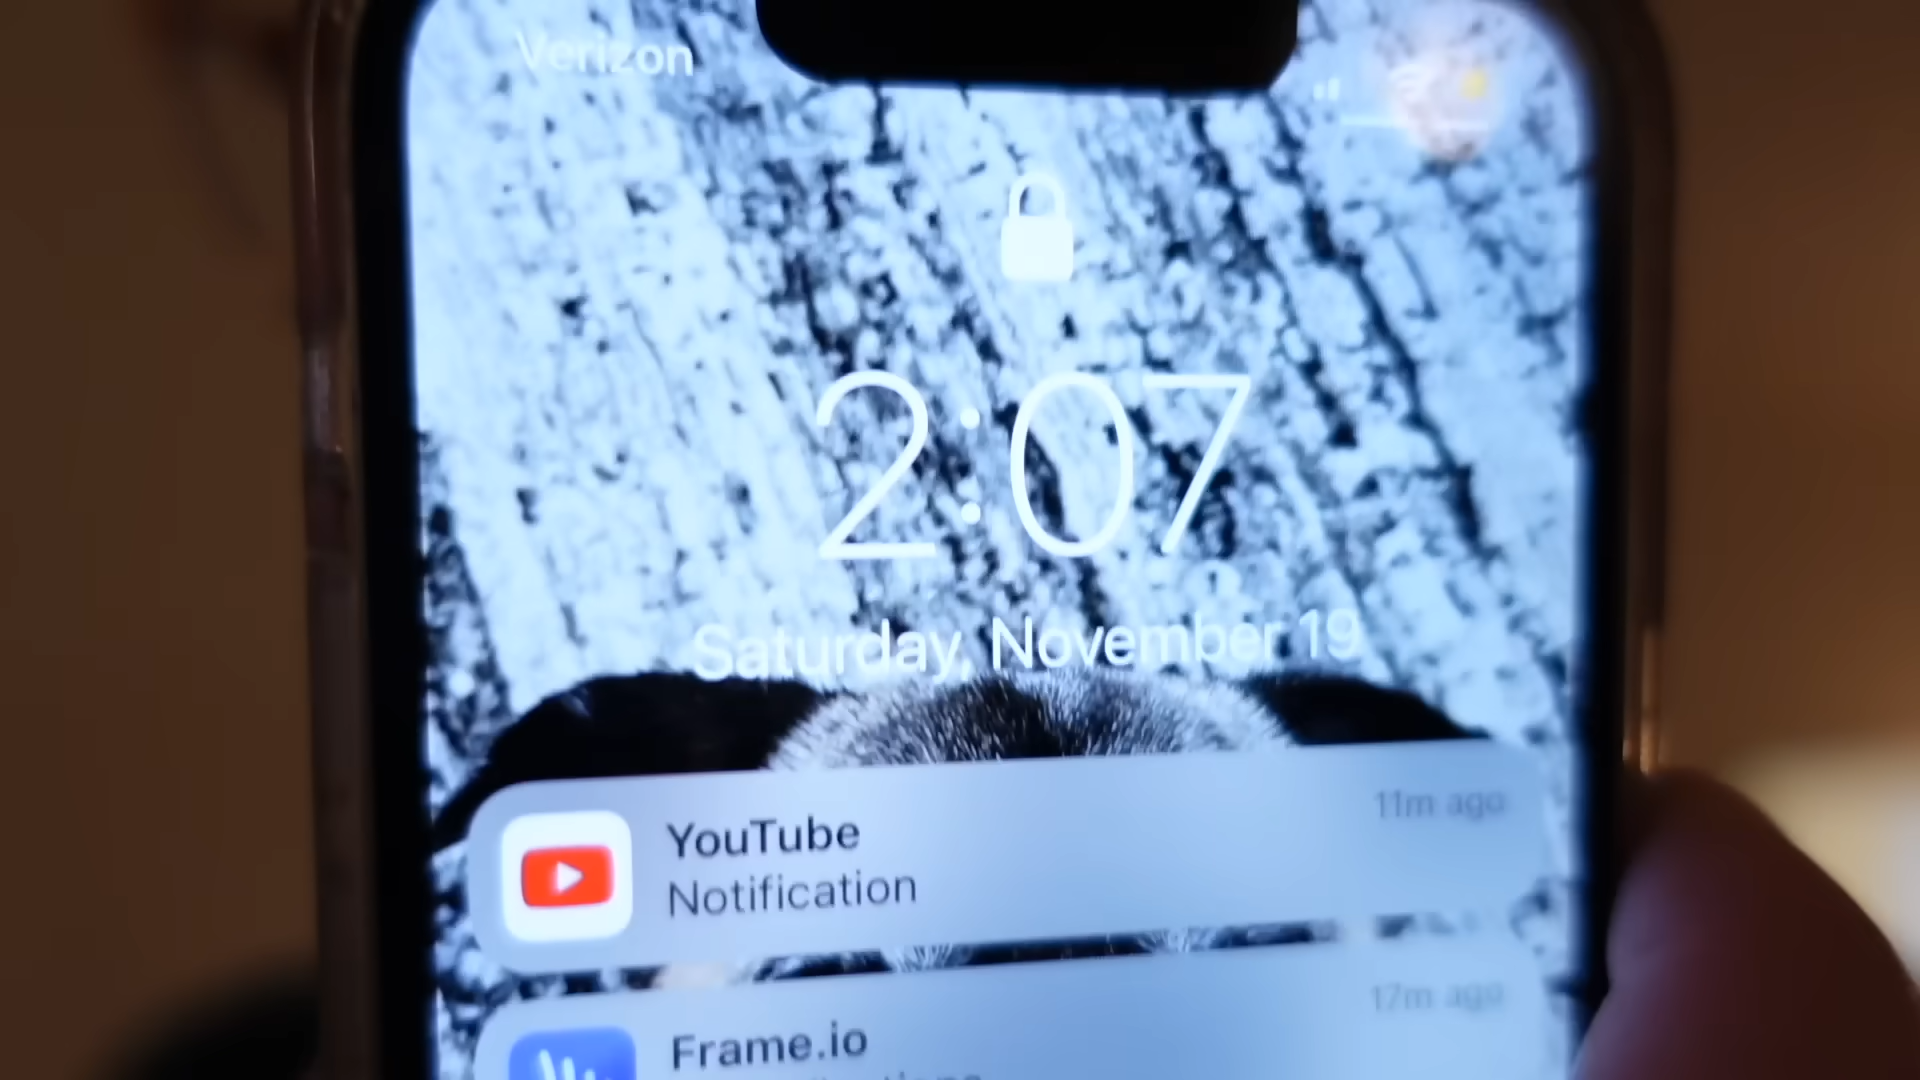 Verizon
2:07
Saturday, November 19
YouTube
11m ago
Notification
17m ago
Frame.io